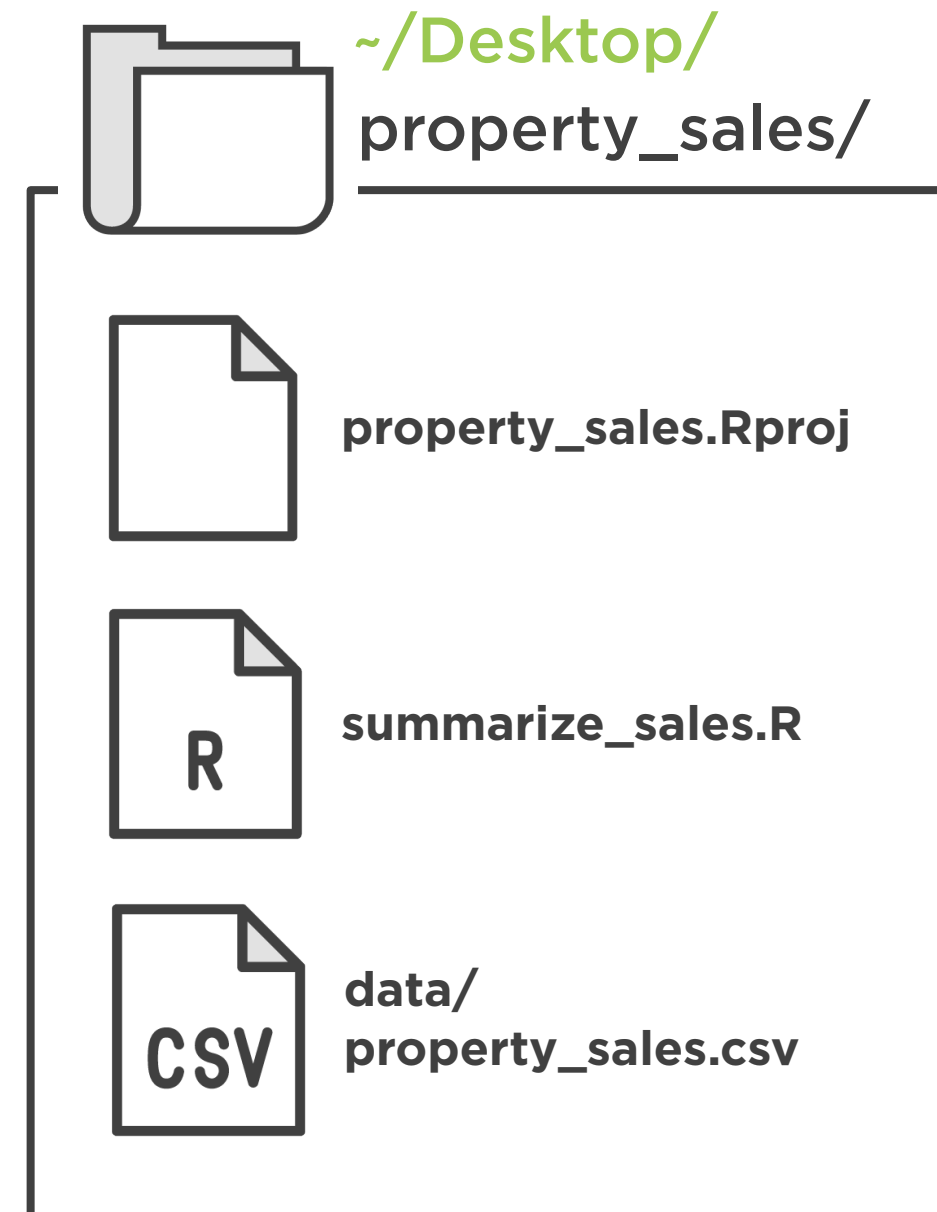 ~/Desktop/
property_sales/
property_sales.Rproj
R
summarize_sales.R
CSV
data/
property_sales.csv